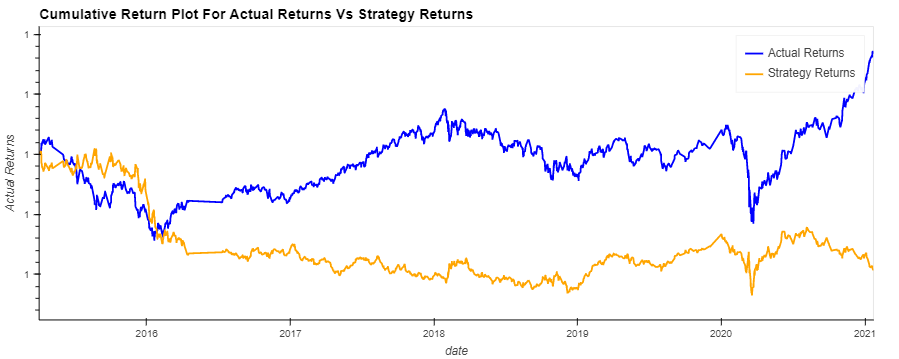 Cumulative Return Plot For Actual Returns Vs Strategy Returns
Actual Returns
Strategy Returns
1
1
1
1
1
Actual Returns
2016
2017
2018
2019
2020
2021
date